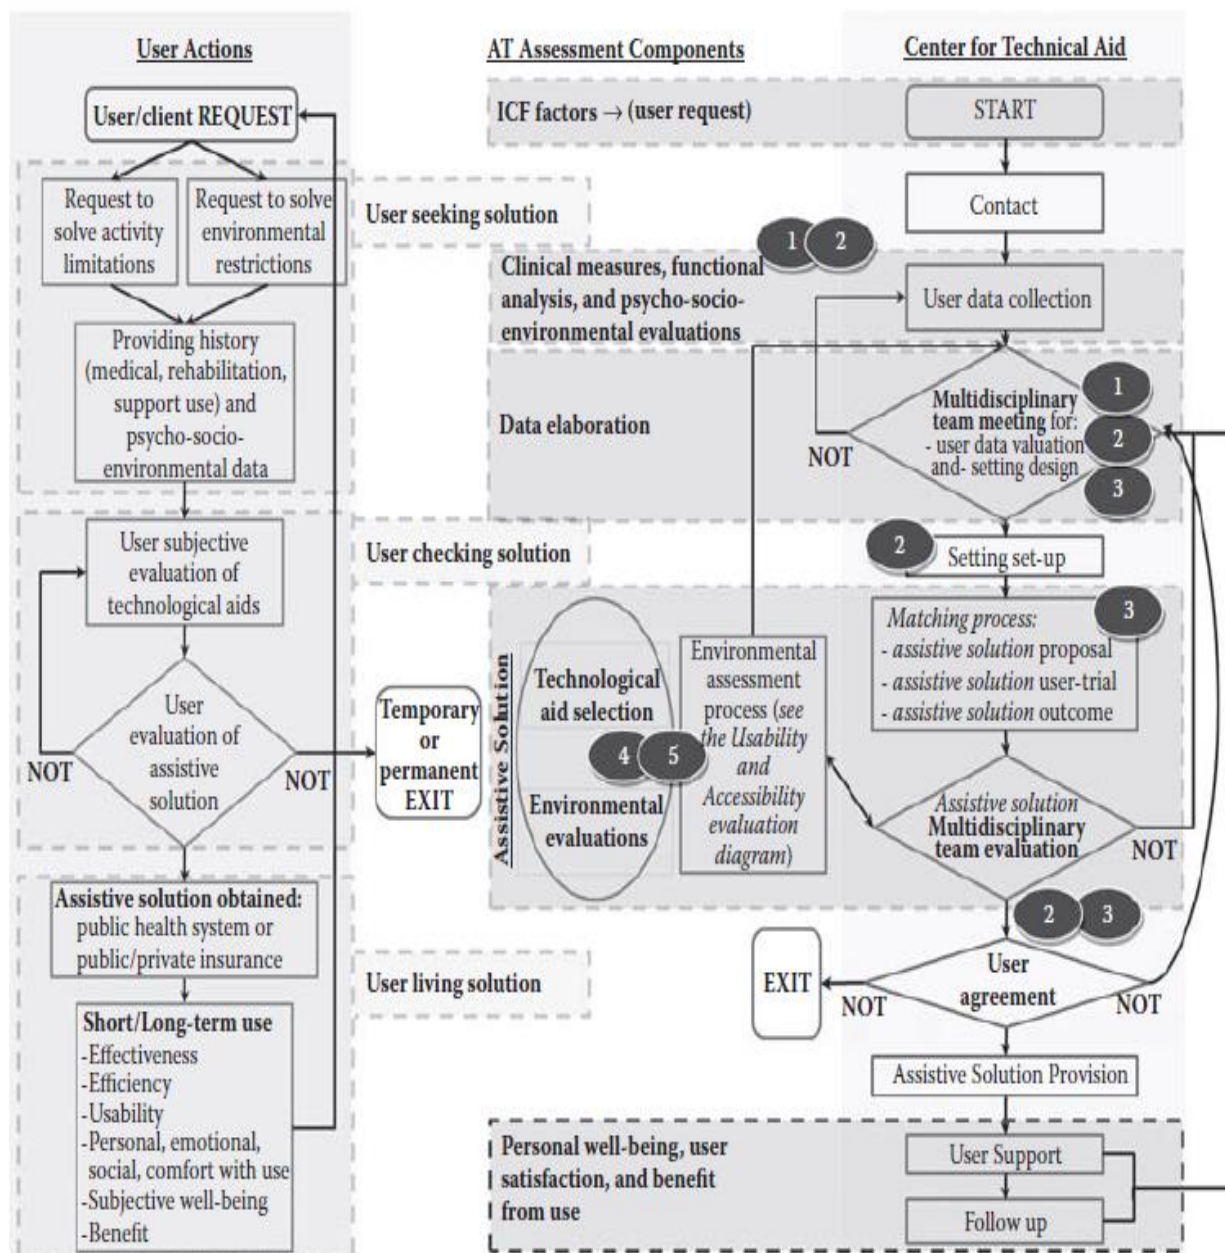 User Actions
AT Assessment Components
Center for Technical Aid
User/client REQUEST
Request to
solve activity
limitations
Request to solve
environmental
restrictions
User seeking solution
Providing history
(medical, rehabilitation,
support use) and
psycho-socio-
environmental data
User subjective
evaluation of
technological aids
User checking solution
User
evaluation of
assistive
solution
NOT
NOT
Temporary
or
permanent
EXIT
Assistive solution obtained:
public health system or
public/private insurance
User living solution
Short/Long-term use
-Effectiveness
-Efficiency
-Usability
-Personal, emotional,
social, comfort with use
-Subjective well-being
-Benefit
ICF factors → (user request)
START
Contact
1
2
Clinical measures, functional
analysis, and psycho-socio-
environmental evaluations
User data collection
Data elaboration
Multidisciplinary
team meeting for:
- user data valuation
and- setting design
1
2
3
NOT
2
Setting set-up
Assistive Solution
Technological
aid selection
4
5
Environmental
evaluations
Environmental
assessment
process (see
the Usability
and
Accessibility
evaluation
diagram)
3
Matching process:
- assistive solution proposal
- assistive solution user-trial
- assistive solution outcome
Assistive solution
Multidisciplinary
team evaluation
NOT
2
3
User
agreement
EXIT
NOT
NOT
Assistive Solution Provision
Personal well-being, user
satisfaction, and benefit
from use
User Support
Follow up